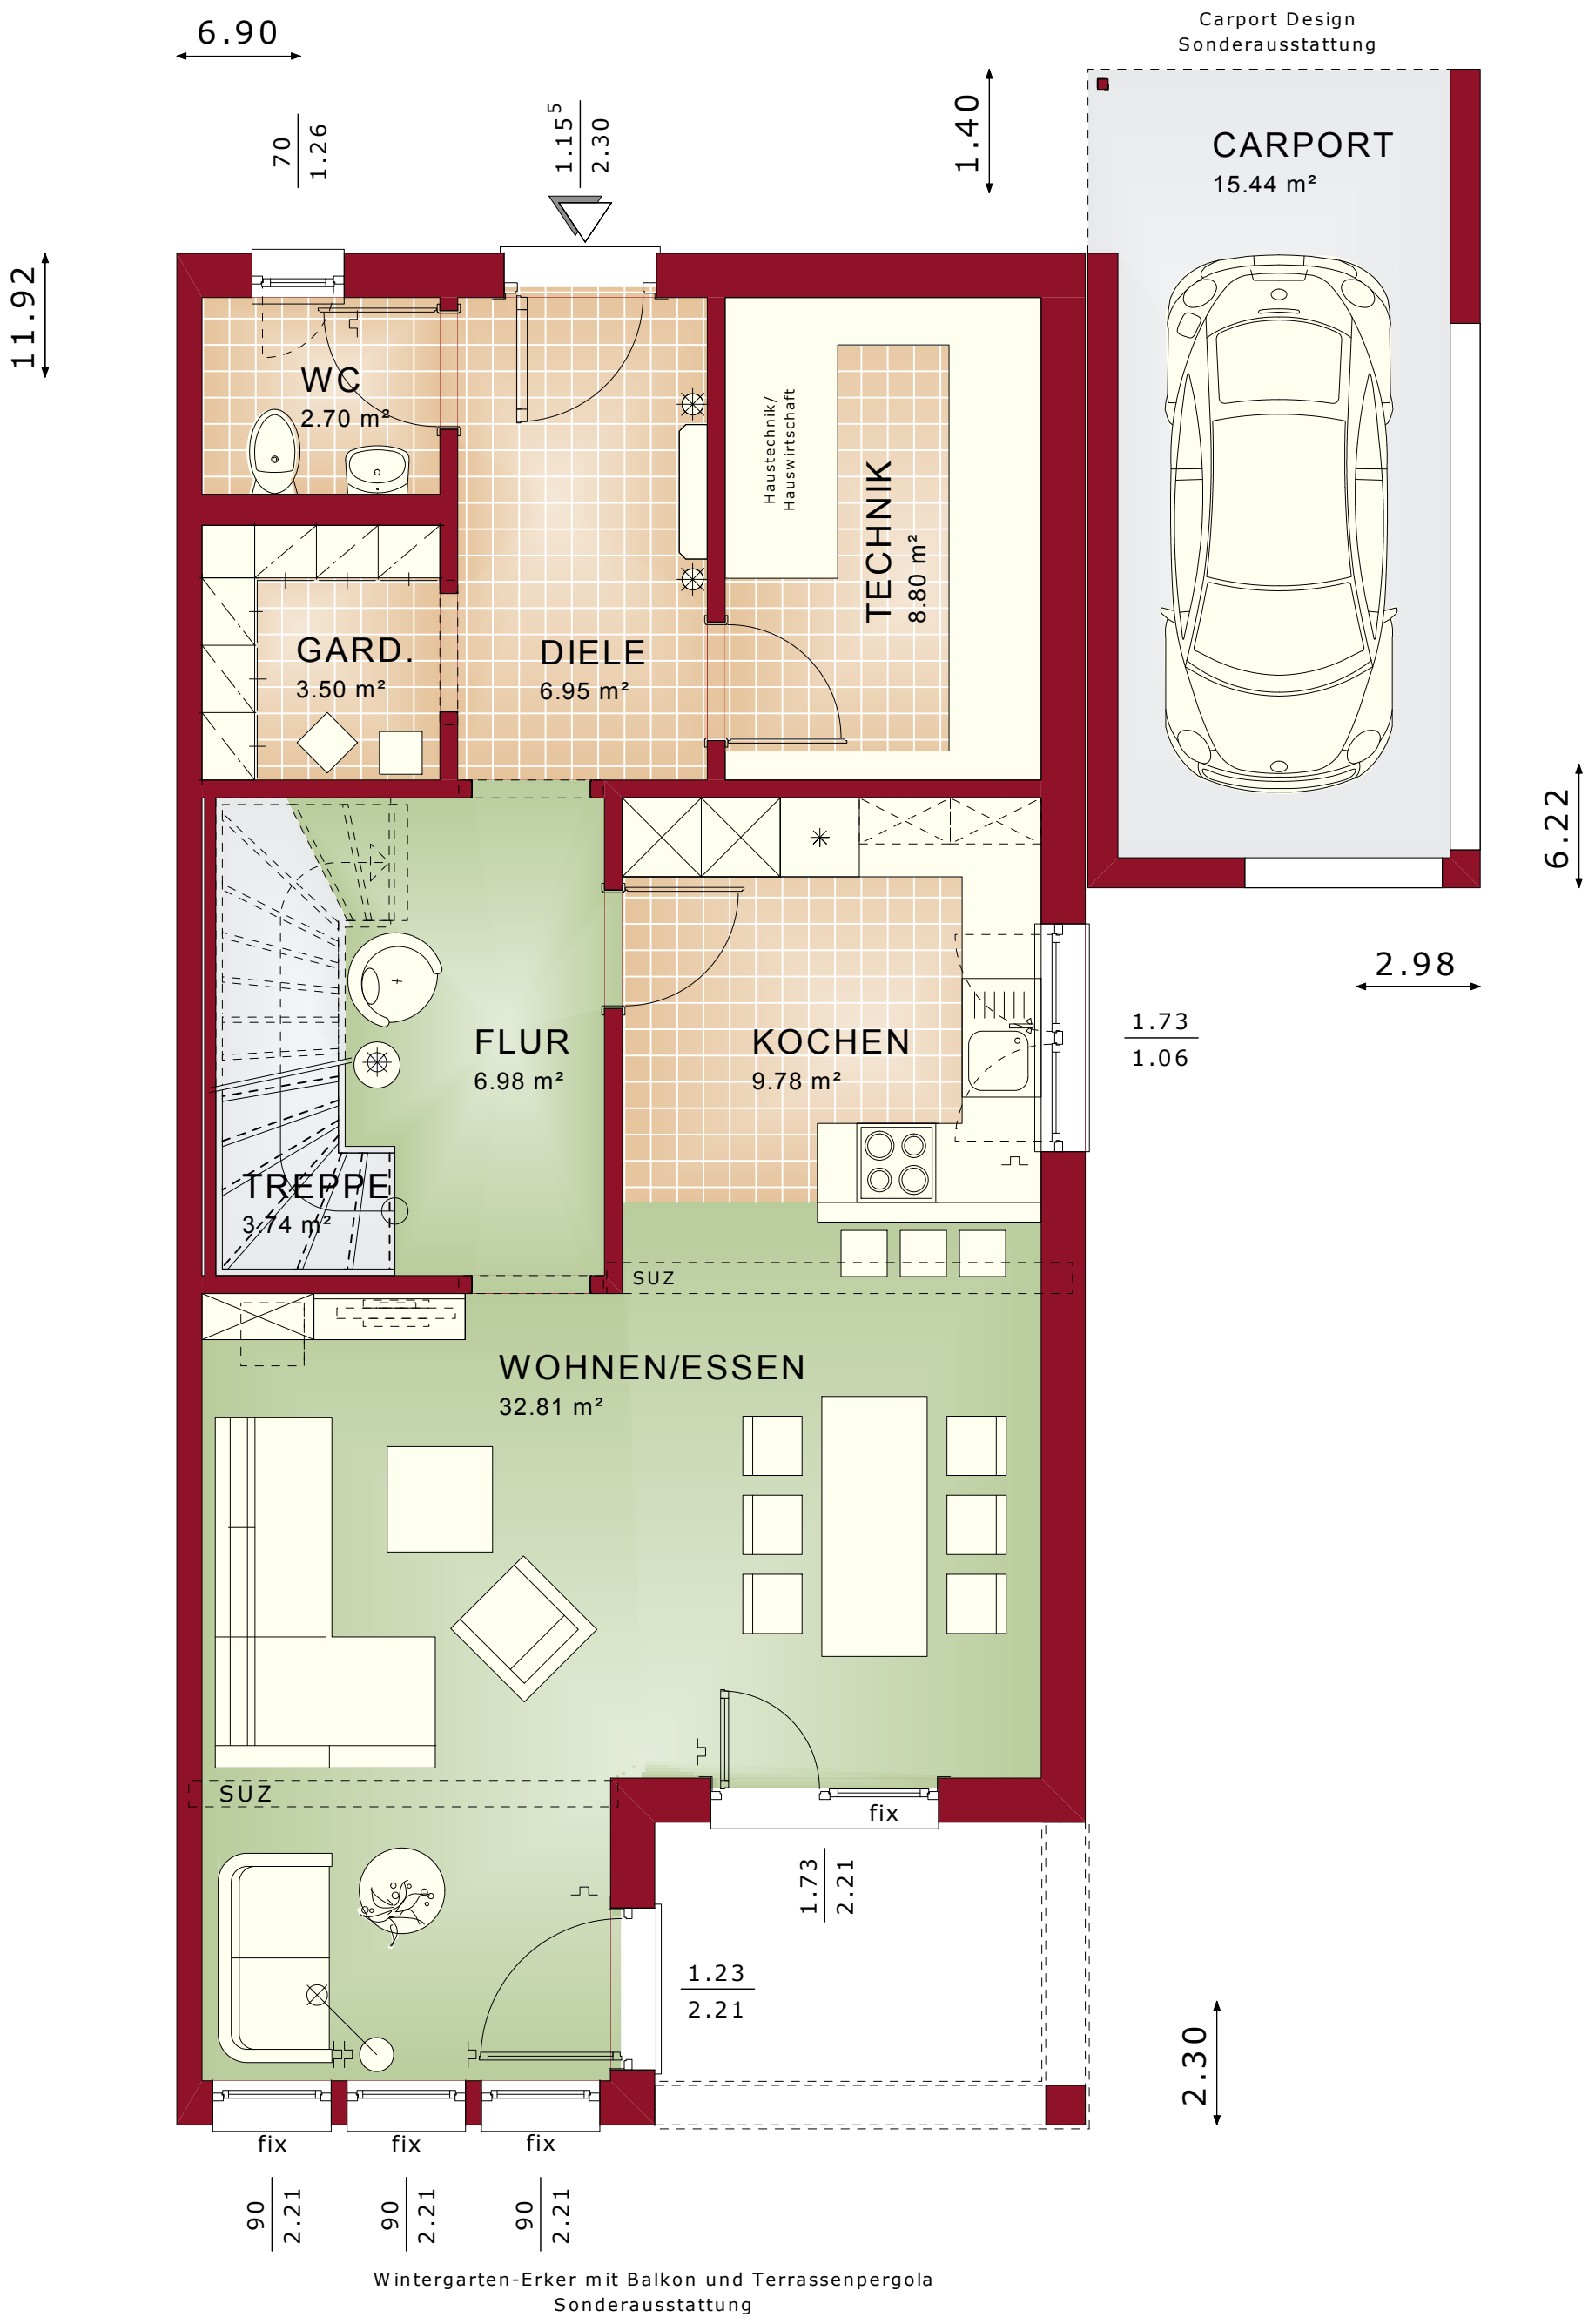 Carport Design
Sonderausstattung
6.90
1.40
70
1.26
1.15⁵
2.30
CARPORT
15.44 m²
11.92
WC
2.70 m²
Haustechnik/
Hauswirtschaft
TECHNIK
8.80 m²
GARD.
3.50 m²
DIELE
6.95 m²
6.22
2.98
FLUR
6.98 m²
KOCHEN
9.78 m²
1.73
1.06
TREPPE
3.74 m²
SUZ
WOHNEN/ESSEN
32.81 m²
SUZ
fix
1.73
2.21
1.23
2.21
2.30
fix
fix
fix
90
2.21
90
2.21
90
2.21
Wintergarten-Erker mit Balkon und Terrassenpergola
Sonderausstattung